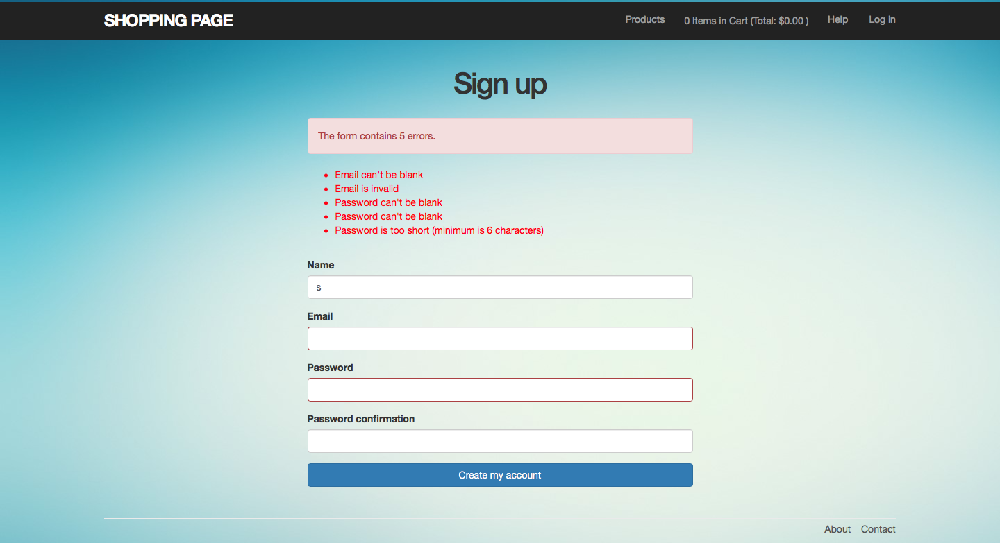 SHOPPING PAGE
Products 0 Items in Cart (Total: $0.00 ) Help Log in
Sign up
The form contains 5 errors.
Email can't be blank
Email is invalid
Password can't be blank
Password can't be blank
Password is too short (minimum is 6 characters)
Name
s
Email
Password
Password confirmation
Create my account
About Contact